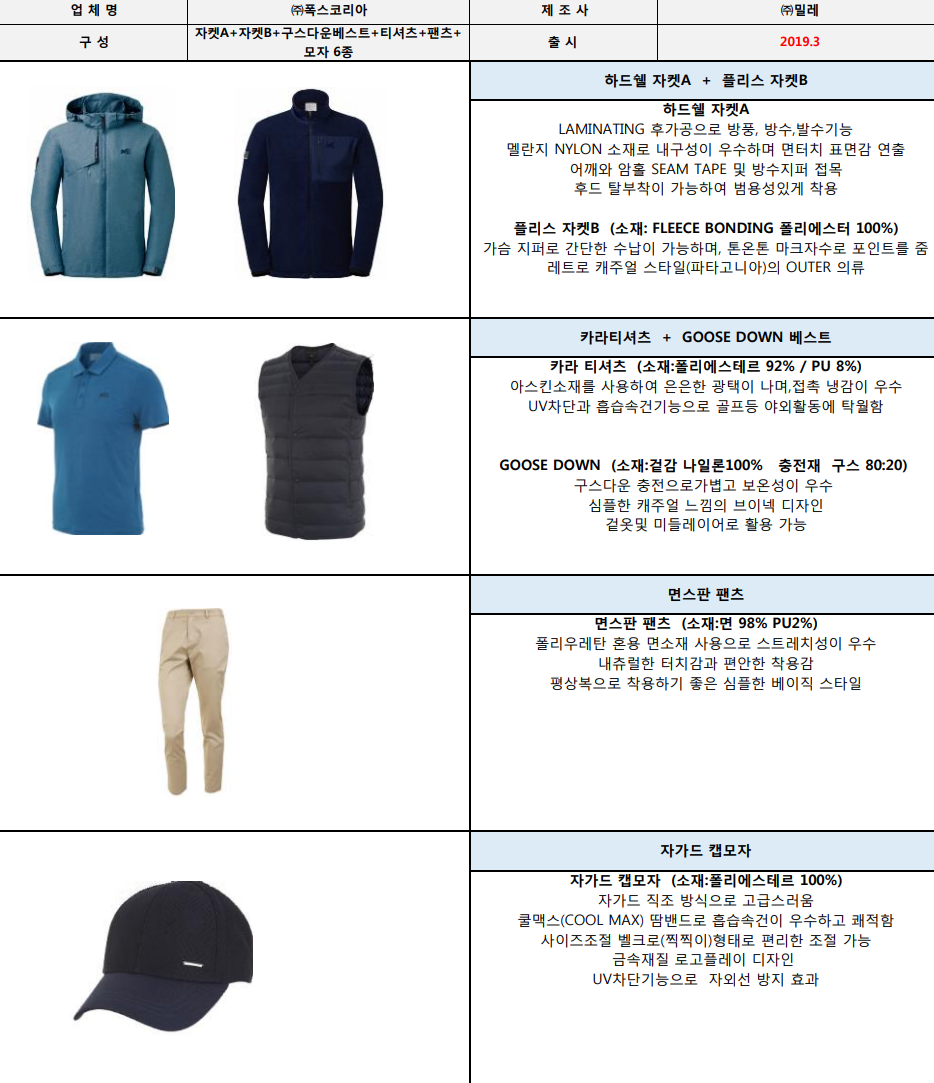 업 체 명
㈜폭스코리아
제 조 사
㈜밀레
구 성
자켓A+자켓B+구스다운베스트+티셔츠+팬츠+
모자 6종
출 시
2019.3
하드쉘 자켓A + 플리스 자켓B
하드쉘 자켓A
LAMINATING 후가공으로 방풍, 방수,발수기능
멜란지 NYLON 소재로 내구성이 우수하며 면터치 표면감 연출
어깨와 암홀 SEAM TAPE 및 방수지퍼 접목
후드 탈부착이 가능하여 범용성있게 착용
플리스 자켓B (소재: FLEECE BONDING 폴리에스터 100%)
가슴 지퍼로 간단한 수납이 가능하며, 톤온톤 마크자수로 포인트를 줌
레트로 캐주얼 스타일(파타고니아)의 OUTER 의류
카라티셔츠 + GOOSE DOWN 베스트
카라 티셔츠 (소재:폴리에스테르 92% / PU 8%)
아스킨소재를 사용하여 은은한 광택이 나며,접촉 냉감이 우수
UV차단과 흡습속건기능으로 골프등 야외활동에 탁월함
GOOSE DOWN (소재:겉감 나일론100% 충전재 구스 80:20)
구스다운 충전으로가볍고 보온성이 우수
심플한 캐주얼 느낌의 브이넥 디자인
겉옷및 미들레이어로 활용 가능
면스판 팬츠
면스판 팬츠 (소재:면 98% PU2%)
폴리우레탄 혼용 면소재 사용으로 스트레치성이 우수
내츄럴한 터치감과 편안한 착용감
평상복으로 착용하기 좋은 심플한 베이직 스타일
자가드 캡모자
자가드 캡모자 (소재:폴리에스테르 100%)
자가드 직조 방식으로 고급스러움
쿨맥스(COOL MAX) 땀밴드로 흡습속건이 우수하고 쾌적함
사이즈조절 벨크로(찍찍이)형태로 편리한 조절 가능
금속재질 로고플레이 디자인
UV차단기능으로 자외선 방지 효과